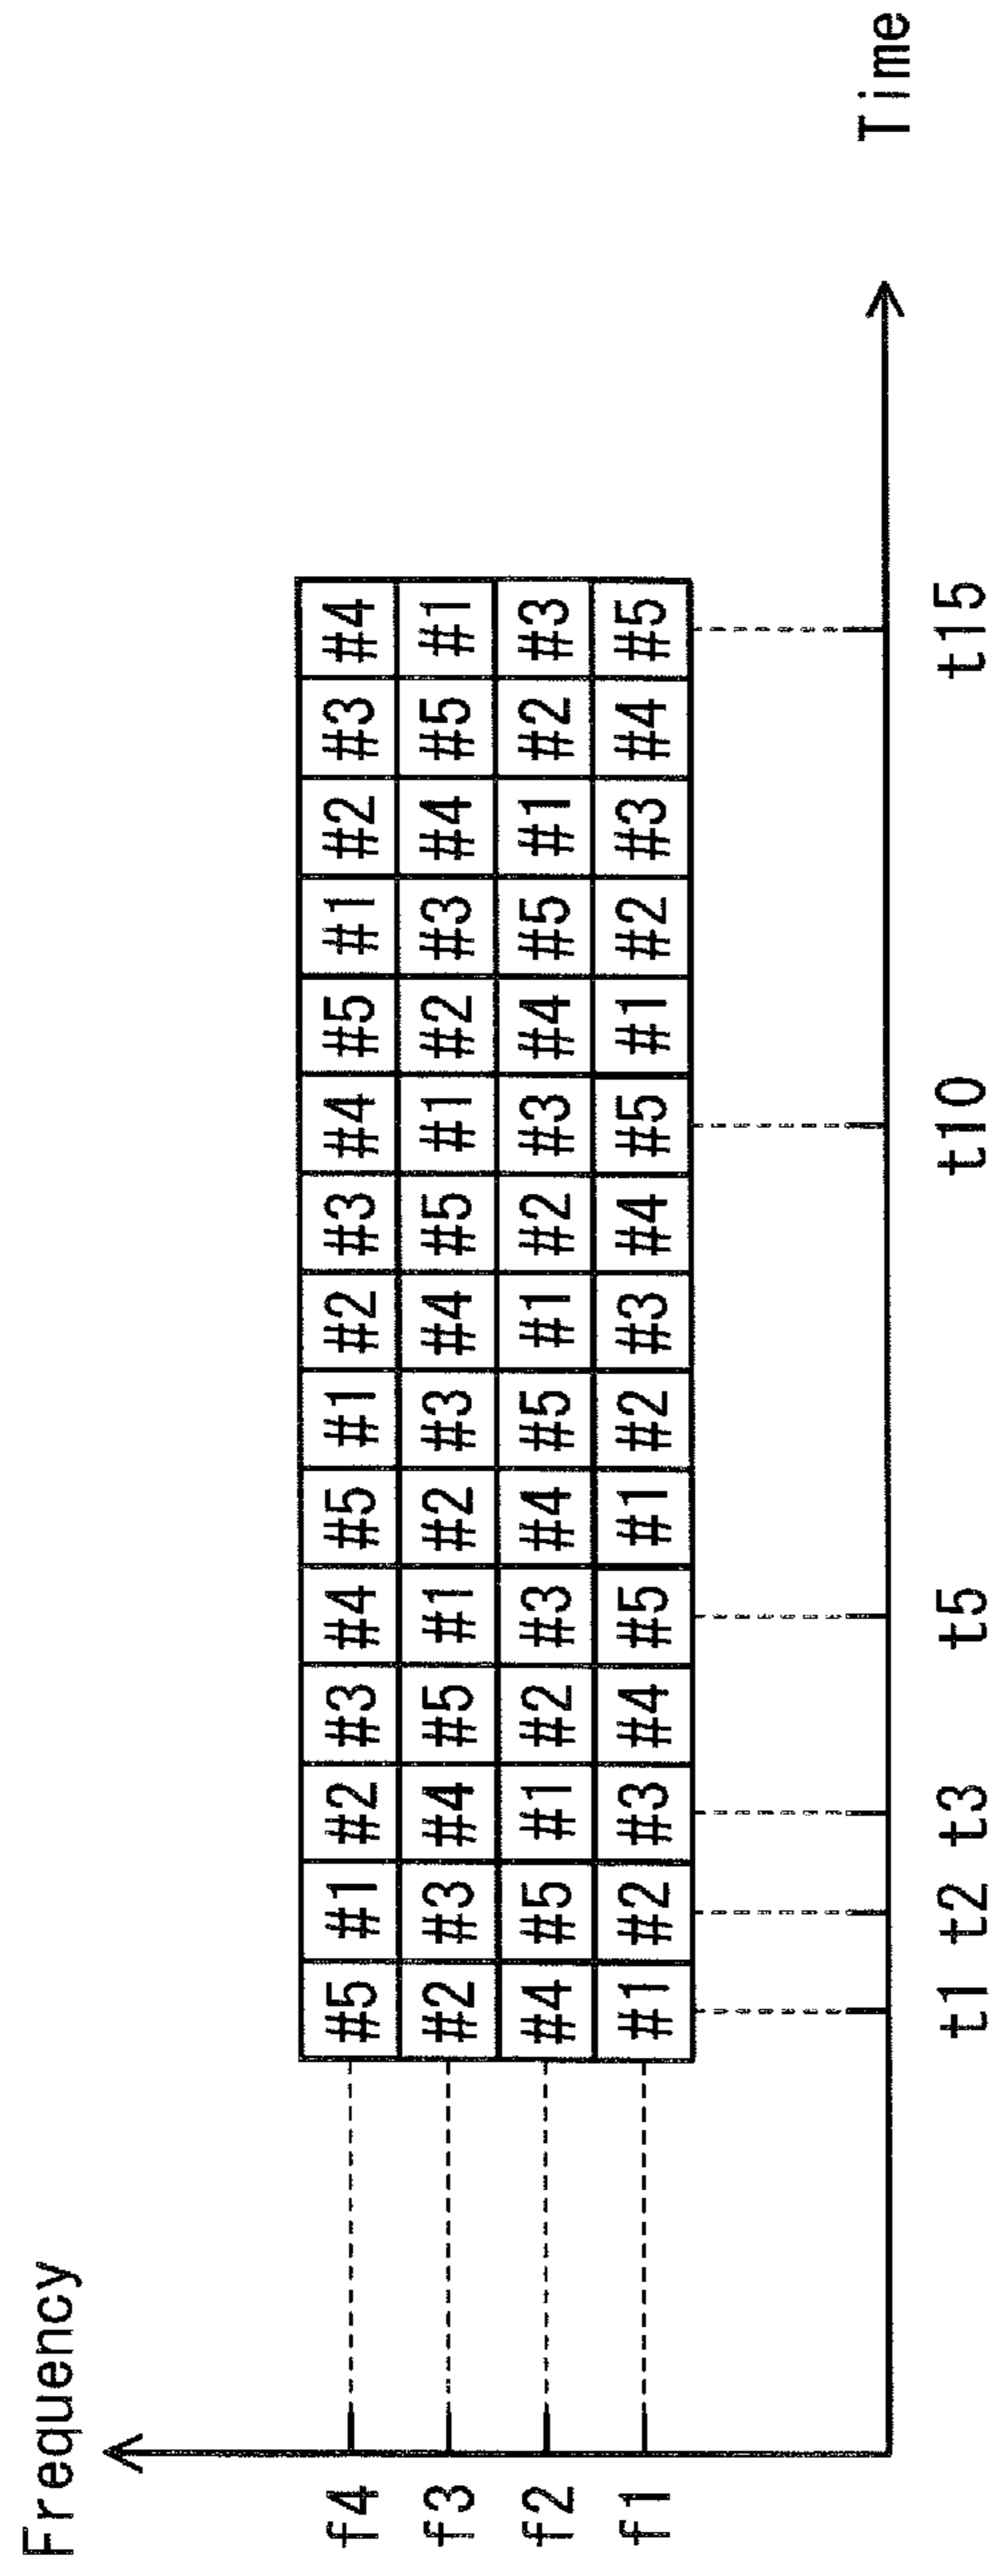 Frequency
f4 #5 #1 #2 #3 #4 #5 #1 #2 #3 #4 #5 #1 #2 #3 #4
f3 #2 #3 #4 #5 #1 #2 #3 #4 #5 #1 #2 #3 #4 #5 #1
f2 #4 #5 #1 #2 #3 #4 #5 #1 #2 #3 #4 #5 #1 #2 #3
f1 #1 #2 #3 #4 #5 #1 #2 #3 #4 #5 #1 #2 #3 #4 #5
Time
t1 t2 t3 t5 t10 t15